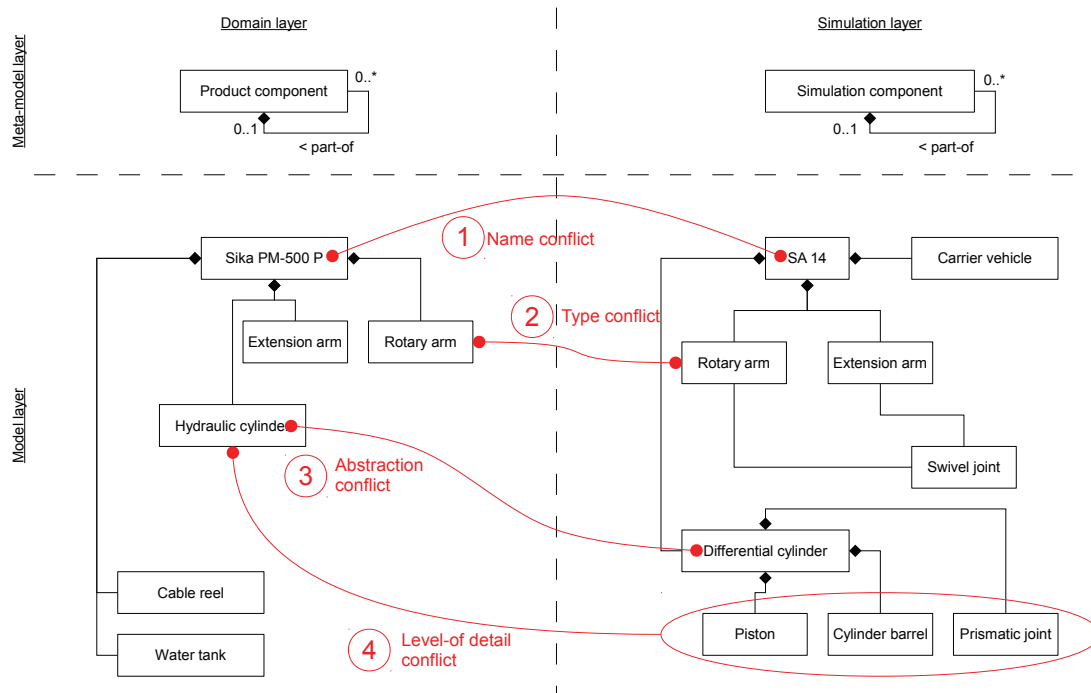 Domain layer
Simulation layer
Meta-model layer
Product component
0..*
0..1
< part-of
Simulation component
0..*
0..1
< part-of
Model layer
1 Name conflict
Sika PM-500 P
SA 14
Carrier vehicle
2 Type conflict
Extension arm
Rotary arm
Rotary arm
Extension arm
Hydraulic cylinder
3 Abstraction
conflict
Swivel joint
Differential cylinder
Cable reel
Water tank
4 Level-of detail
conflict
Piston
Cylinder barrel
Prismatic joint